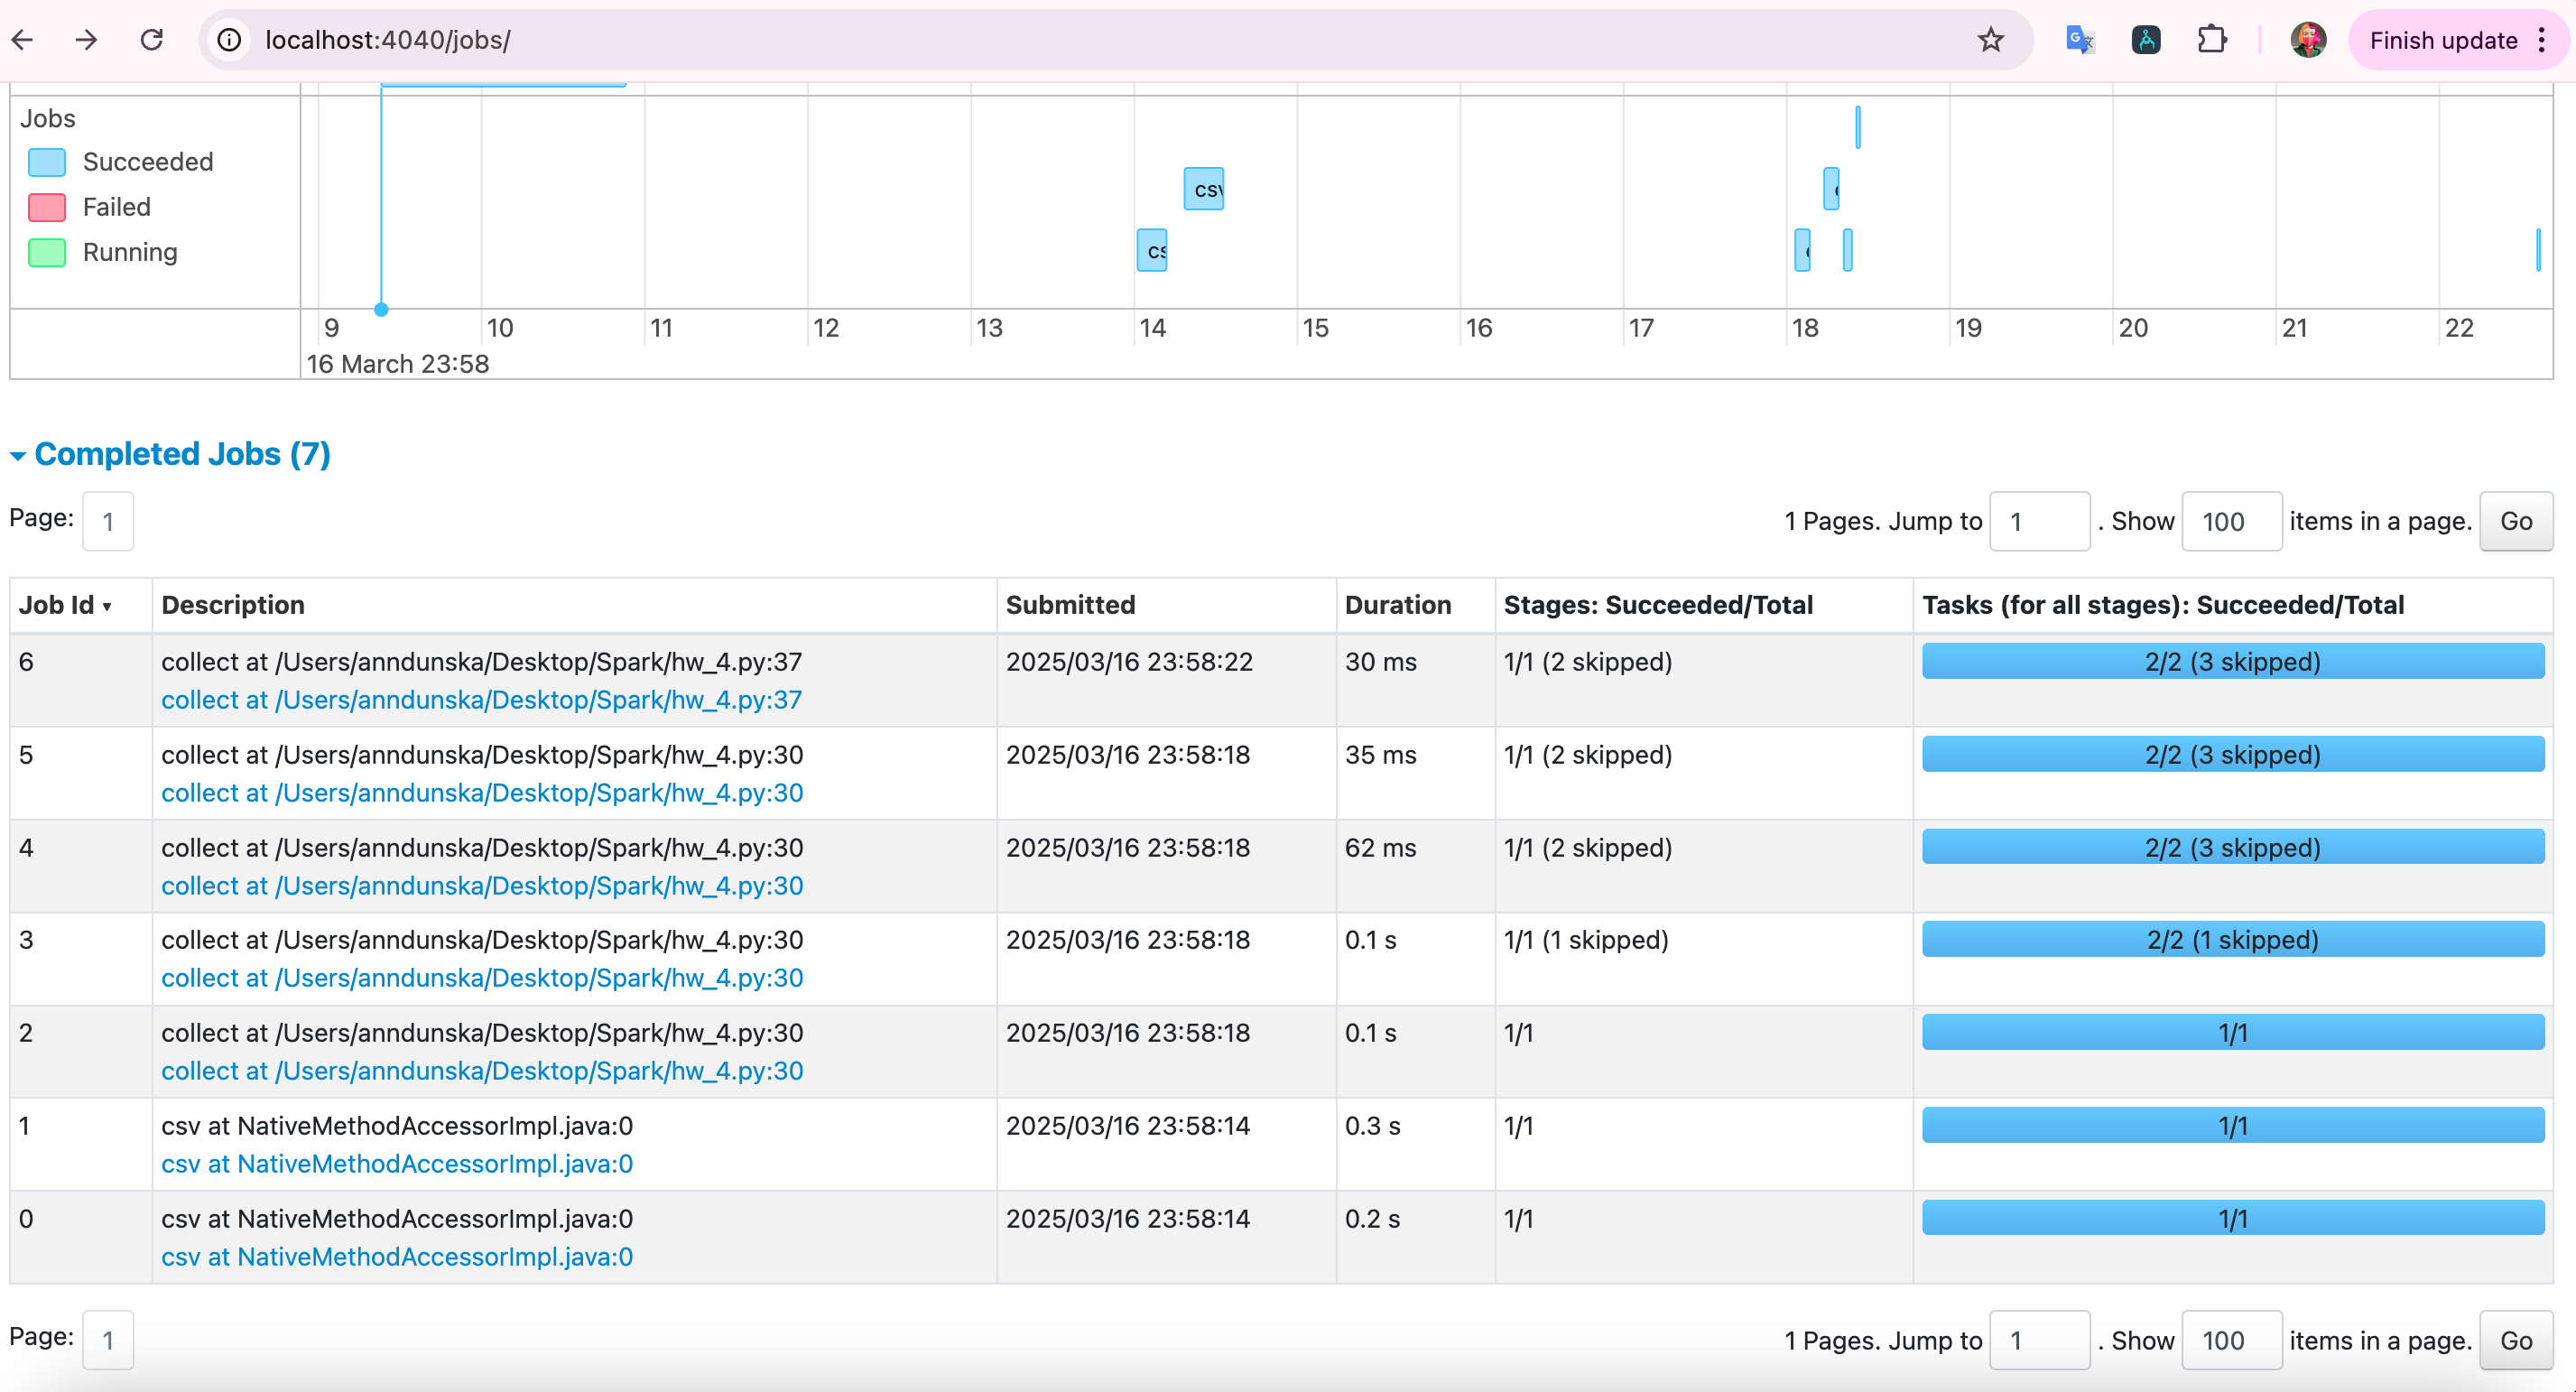 localhost:4040/jobs/
Finish update
Jobs
Succeeded
Failed
Running
csv
cs
9 10 11 12 13 14 15 16 17 18 19 20 21 22
16 March 23:58
Completed Jobs (7)
Page: 1
1 Pages. Jump to 1 . Show 100 items in a page. Go
Job Id ▾ Description Submitted Duration Stages: Succeeded/Total Tasks (for all stages): Succeeded/Total
6 collect at /Users/anndunska/Desktop/Spark/hw_4.py:37 2025/03/16 23:58:22 30 ms 1/1 (2 skipped) 2/2 (3 skipped)
collect at /Users/anndunska/Desktop/Spark/hw_4.py:37
5 collect at /Users/anndunska/Desktop/Spark/hw_4.py:30 2025/03/16 23:58:18 35 ms 1/1 (2 skipped) 2/2 (3 skipped)
collect at /Users/anndunska/Desktop/Spark/hw_4.py:30
4 collect at /Users/anndunska/Desktop/Spark/hw_4.py:30 2025/03/16 23:58:18 62 ms 1/1 (2 skipped) 2/2 (3 skipped)
collect at /Users/anndunska/Desktop/Spark/hw_4.py:30
3 collect at /Users/anndunska/Desktop/Spark/hw_4.py:30 2025/03/16 23:58:18 0.1 s 1/1 (1 skipped) 2/2 (1 skipped)
collect at /Users/anndunska/Desktop/Spark/hw_4.py:30
2 collect at /Users/anndunska/Desktop/Spark/hw_4.py:30 2025/03/16 23:58:18 0.1 s 1/1 1/1
collect at /Users/anndunska/Desktop/Spark/hw_4.py:30
1 csv at NativeMethodAccessorImpl.java:0 2025/03/16 23:58:14 0.3 s 1/1 1/1
csv at NativeMethodAccessorImpl.java:0
0 csv at NativeMethodAccessorImpl.java:0 2025/03/16 23:58:14 0.2 s 1/1 1/1
csv at NativeMethodAccessorImpl.java:0
Page: 1
1 Pages. Jump to 1 . Show 100 items in a page. Go